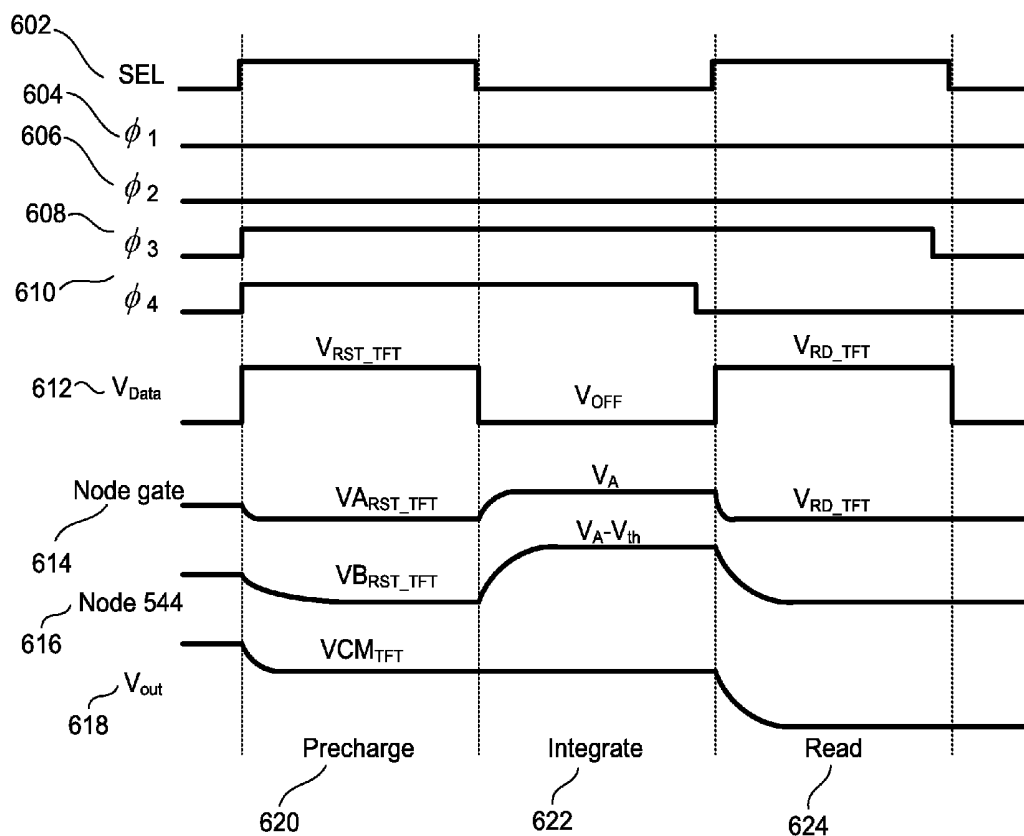 602
SEL
604
ϕ 1
606
ϕ 2
608
ϕ 3
610
ϕ 4
V_RST_TFT
V_RD_TFT
612
V_Data
V_OFF
Node gate
VA_RST_TFT
V_A
V_RD_TFT
614
V_A-V_th
VB_RST_TFT
Node 544
616
VCM_TFT
V_out
618
Precharge
Integrate
Read
620
622
624